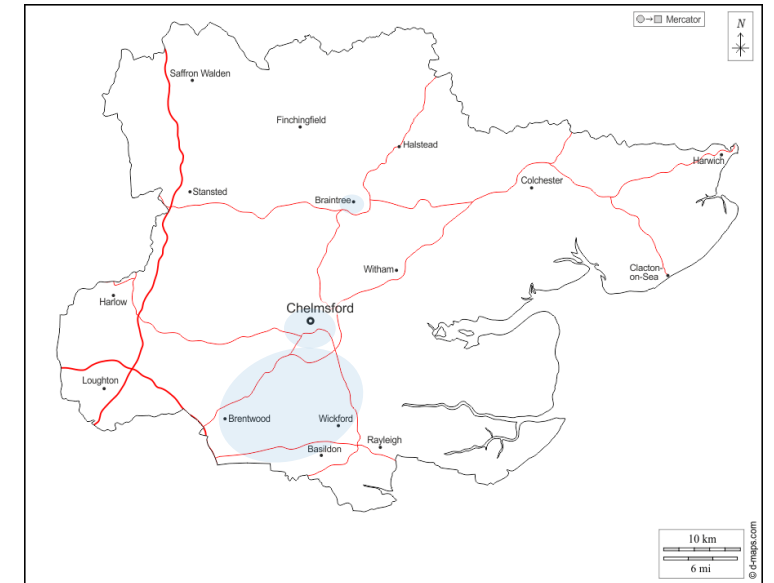 Mercator
N
Saffron Walden
Finchingfield
Halstead
Harwich
Colchester
Stansted
Braintree
Witham
Clacton-
on-Sea
Harlow
Chelmsford
Loughton
Brentwood
Wickford
Rayleigh
Basildon
10 km
6 mi
© d-maps.com